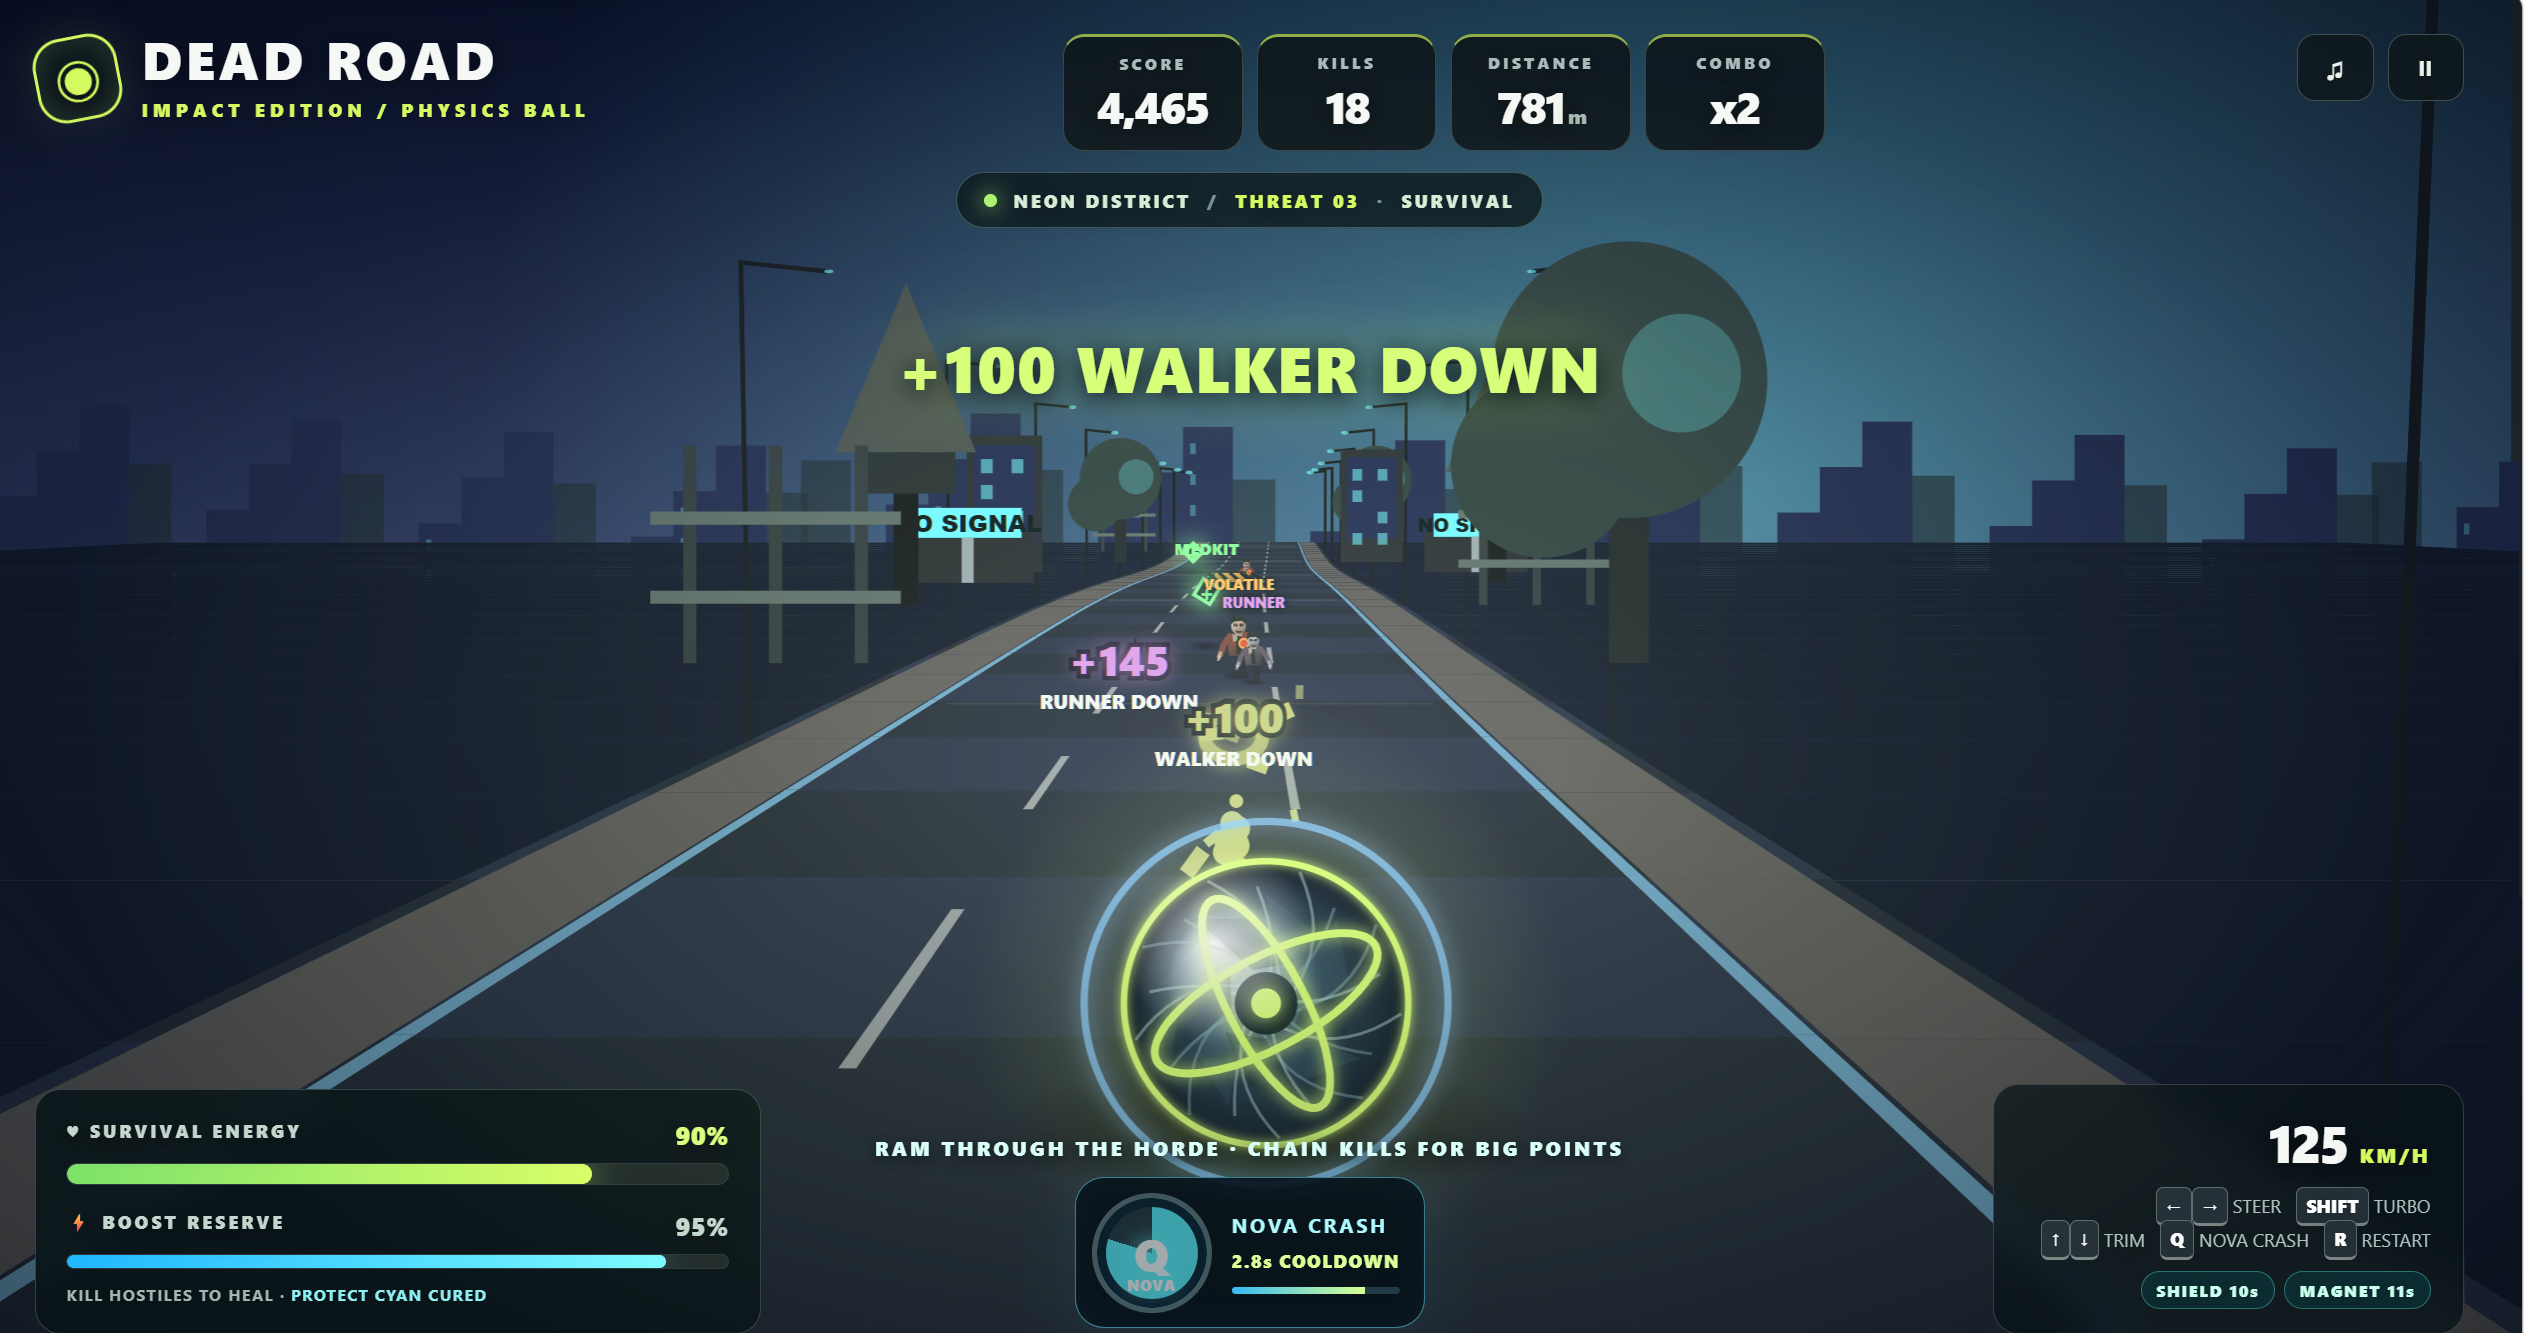 DEAD ROAD
IMPACT EDITION / PHYSICS BALL
SCORE
4,465
KILLS
18
DISTANCE
781m
COMBO
x2
NEON DISTRICT / THREAT 03 · SURVIVAL
+100 WALKER DOWN
O SIGNAL
NO SI
MEDKIT
VOLATILE
RUNNER
+145
RUNNER DOWN
+100
WALKER DOWN
RAM THROUGH THE HORDE · CHAIN KILLS FOR BIG POINTS
SURVIVAL ENERGY 90%
BOOST RESERVE 95%
KILL HOSTILES TO HEAL · PROTECT CYAN CURED
Q
NOVA
NOVA CRASH
2.8s COOLDOWN
125 KM/H
← → STEER SHIFT TURBO
↑ ↓ TRIM Q NOVA CRASH R RESTART
SHIELD 10s MAGNET 11s